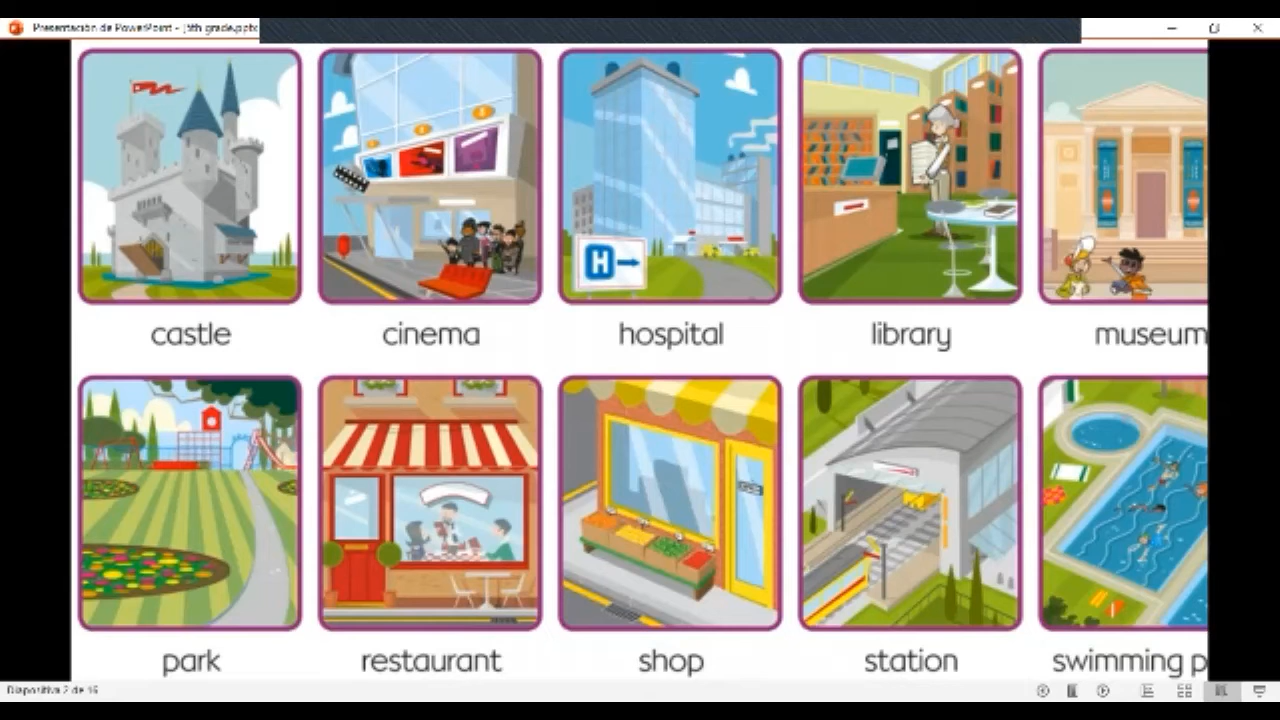 Presentación de PowerPoint - [5th grade.pptx
H
castle
cinema
hospital
library
museum
park
restaurant
shop
station
swimming p
Diapositiva 2 de 16